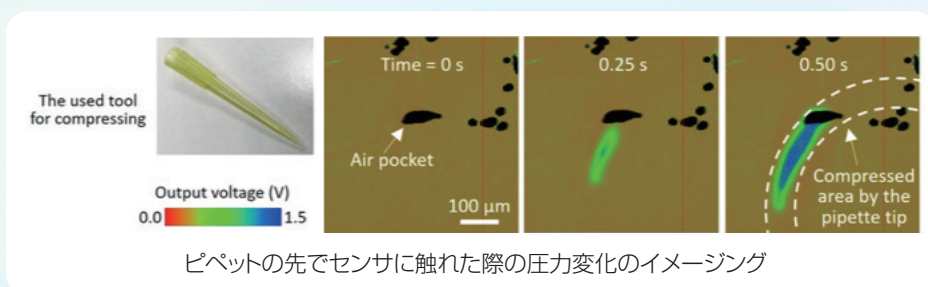 The used tool
for compressing
Output voltage (V)
0.0
1.5
Time = 0 s
Air pocket
100 μm
0.25 s
0.50 s
Compressed
area by the
pipette tip
ピペットの先でセンサに触れた際の圧力変化のイメージング